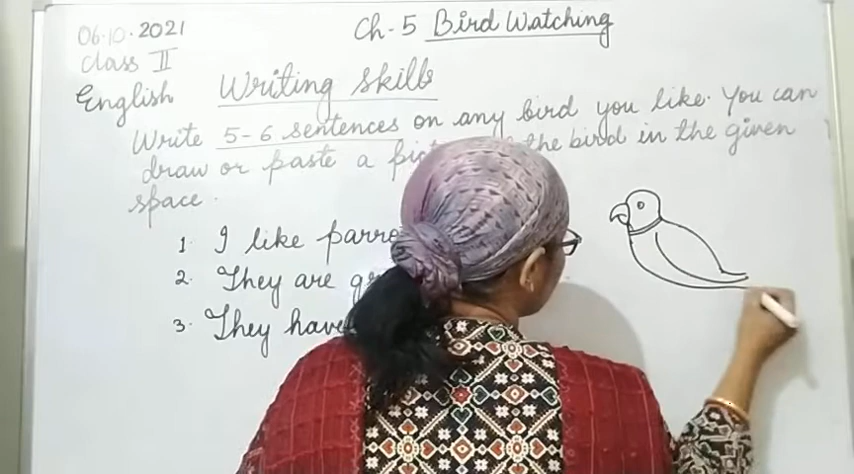 06.10.2021
Ch-5 Bird Watching
Class II
English
Writing skills
Write 5-6 sentences on any bird you like. You can
draw or paste a the bird in the given
space.
1. I like
2. They are
3. They have